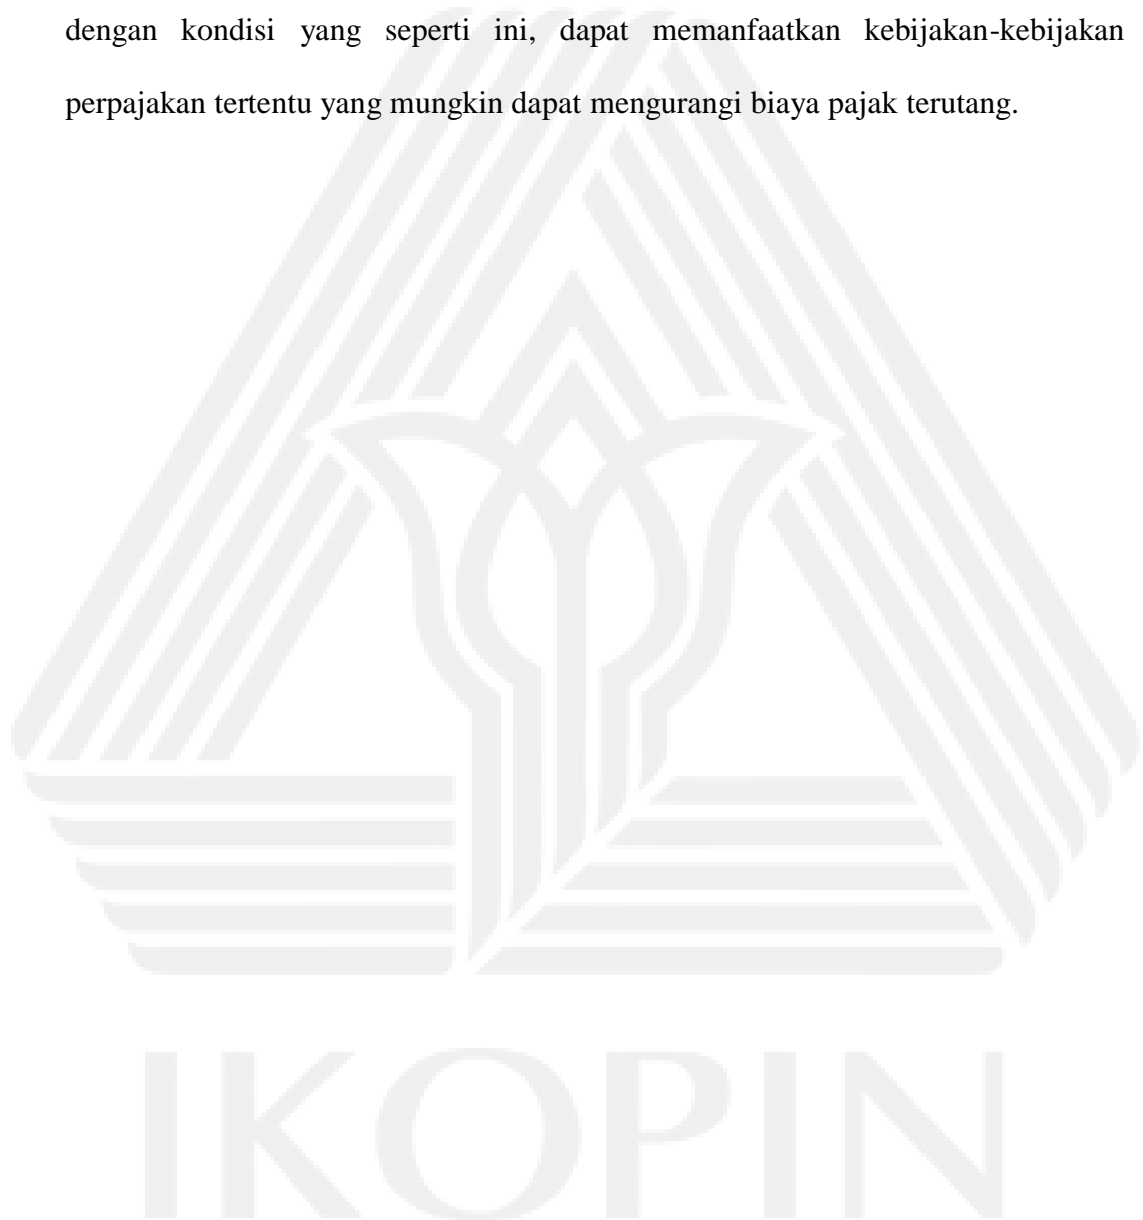 dengan kondisi yang seperti ini, dapat memanfaatkan kebijakan-kebijakan
perpajakan tertentu yang mungkin dapat mengurangi biaya pajak terutang.
IKOPIN